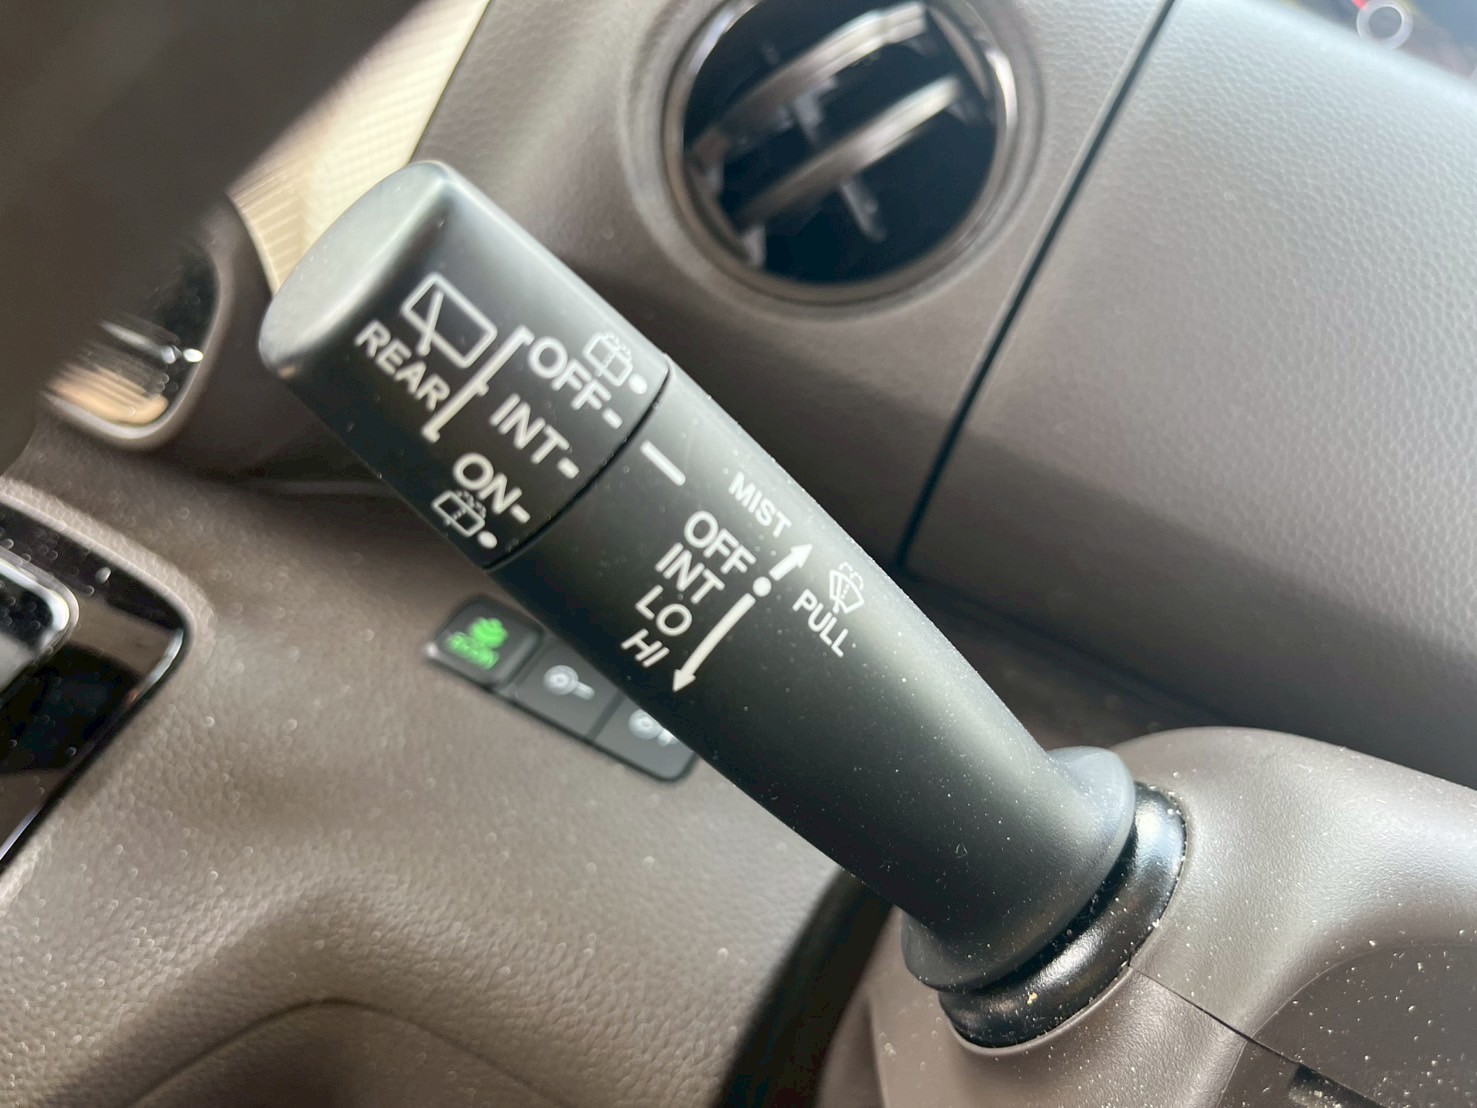 REAR
OFF
INT
ON
MIST
OFF
INT
LO
HI
PULL